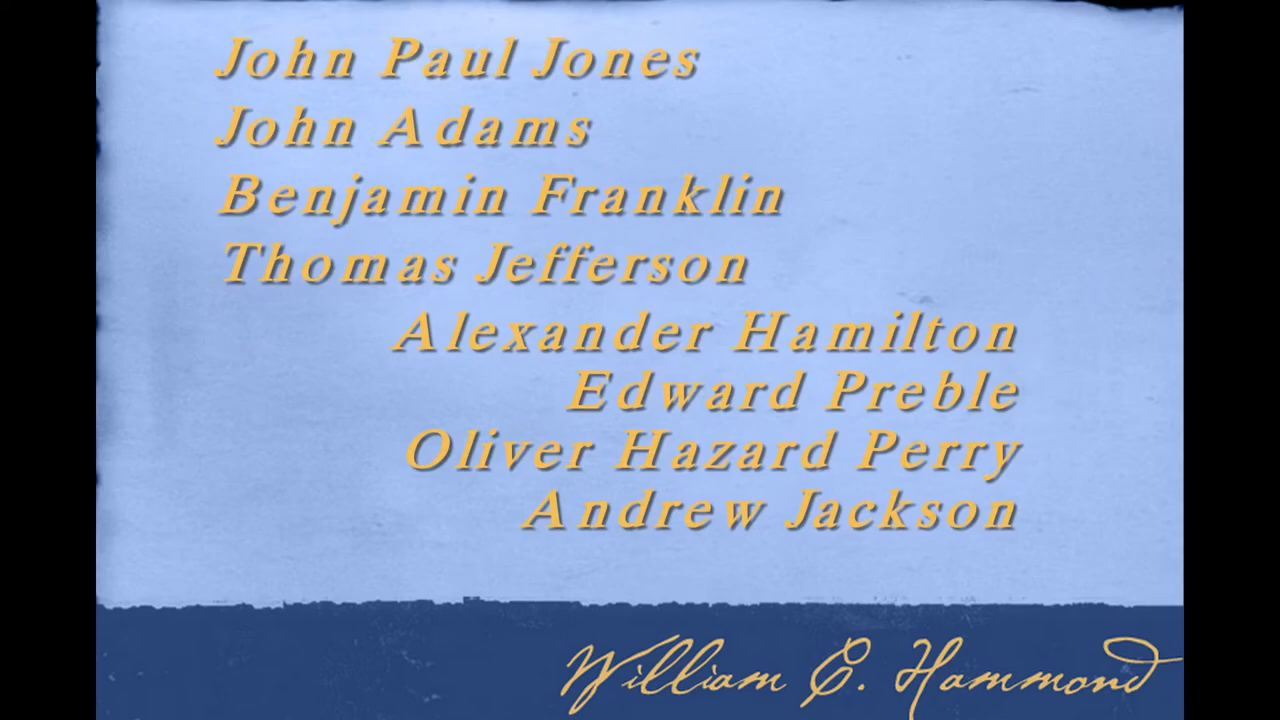 John Paul Jones
John Adams
Benjamin Franklin
Thomas Jefferson
Alexander Hamilton
Edward Preble
Oliver Hazard Perry
Andrew Jackson
William E. Hammond